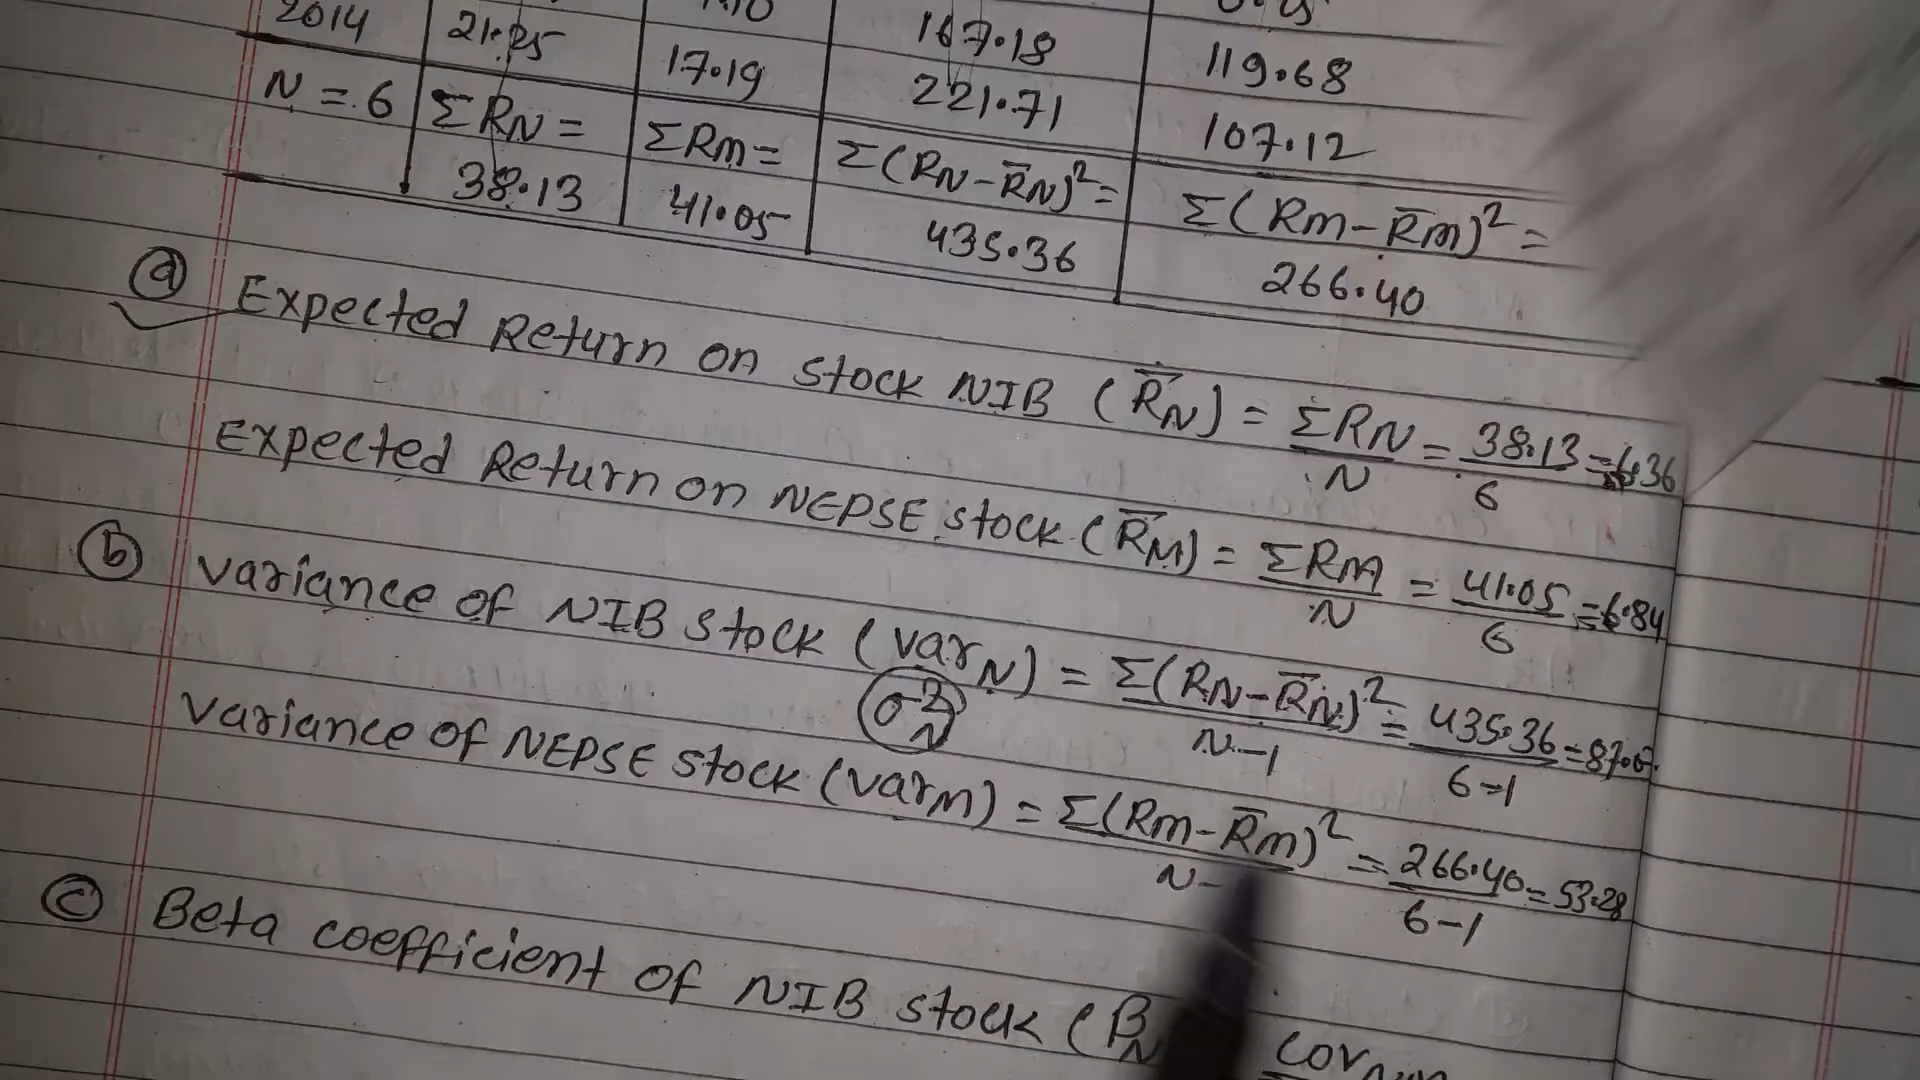 2014 21.25 17.19 167.18 119.68
N = 6 ΣRN = ΣRm = 221.71 107.12
38.13 41.05 Σ(RN-R̅N)²= Σ(Rm-R̅m)² =
435.36 266.40
ⓐ Expected Return on stock NIB (R̅N) = ΣRN/N = 38.13/6 = 6.36
Expected Return on NEPSE stock (R̅M) = ΣRM/N = 41.05/6 = 6.84
ⓑ variance of NIB stock (varN) = Σ(RN-R̅N)²/N-1 = 435.36/6-1 = 87.07
σ²N
variance of NEPSE stock (varm) = Σ(Rm-R̅m)²/N- = 266.40/6-1 = 53.28
ⓒ Beta coefficient of NIB stock (βN